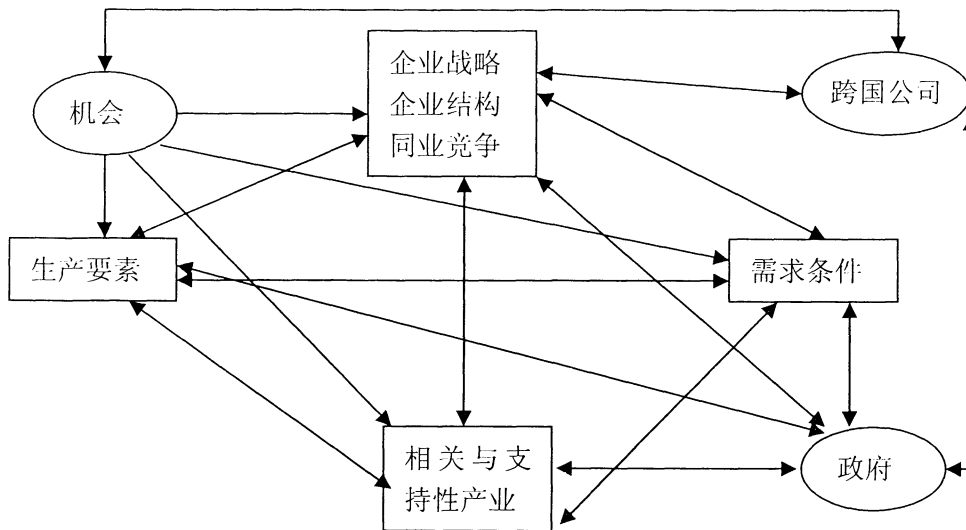 企业战略
企业结构
同业竞争
跨国公司
机会
生产要素
需求条件
相关与支
持性产业
政府